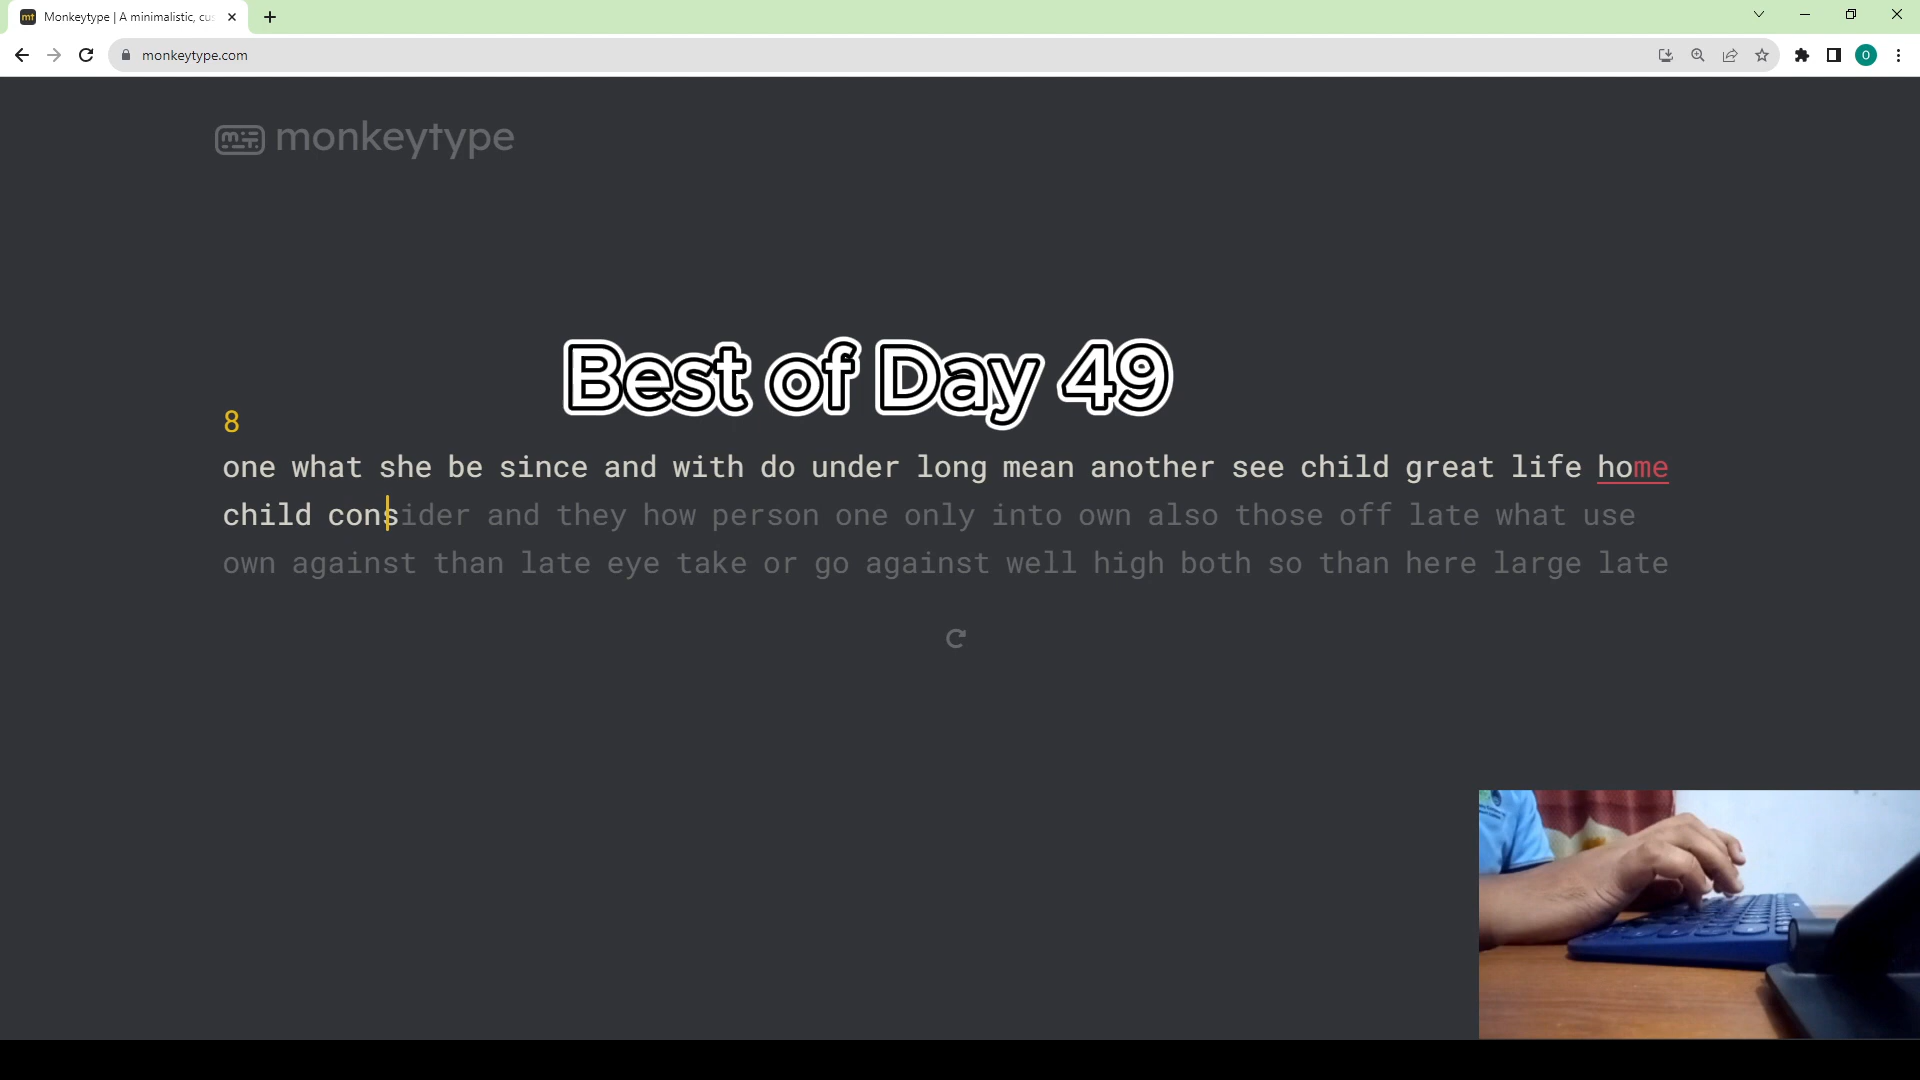 Monkeytype | A minimalistic, cus
monkeytype.com
O
monkeytype
Best of Day 49
8
one what she be since and with do under long mean another see child great life home
child consider and they how person one only into own also those off late what use
own against than late eye take or go against well high both so than here large late